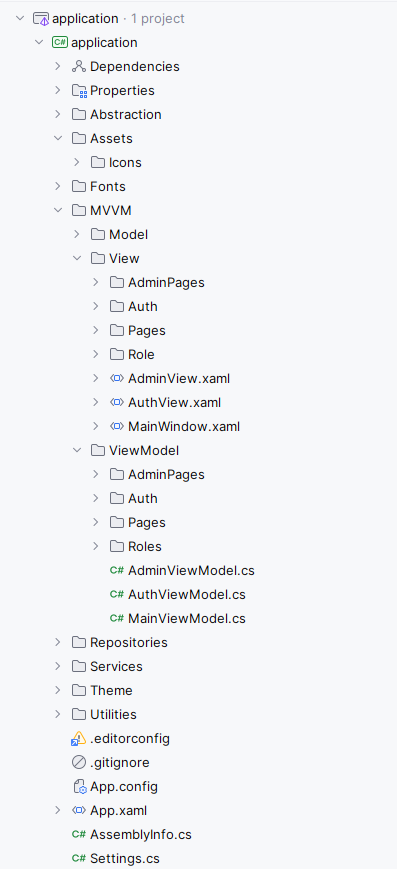 application · 1 project
C# application
Dependencies
Properties
Abstraction
Assets
Icons
Fonts
MVVM
Model
View
AdminPages
Auth
Pages
Role
AdminView.xaml
AuthView.xaml
MainWindow.xaml
ViewModel
AdminPages
Auth
Pages
Roles
C# AdminViewModel.cs
C# AuthViewModel.cs
C# MainViewModel.cs
Repositories
Services
Theme
Utilities
.editorconfig
.gitignore
App.config
App.xaml
C# AssemblyInfo.cs
C# Settings.cs